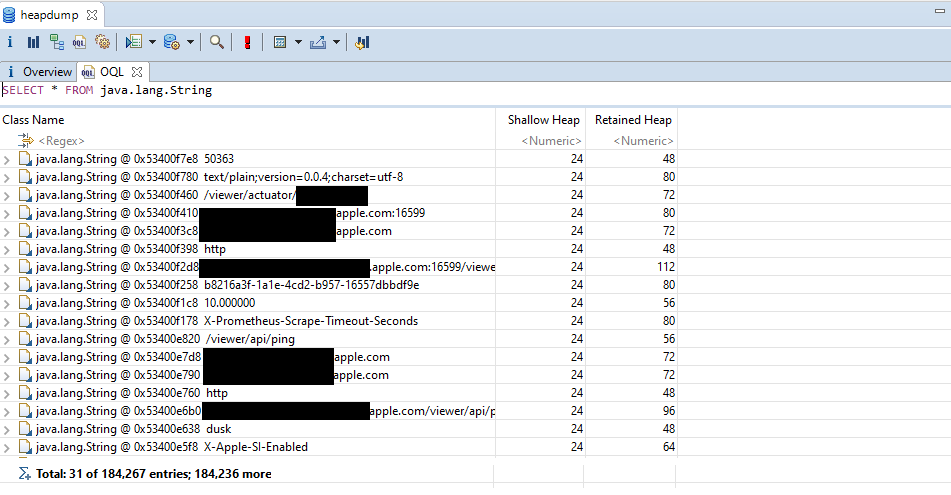 heapdump
i OQL
i Overview OQL
SELECT * FROM java.lang.String
Class Name Shallow Heap Retained Heap
<Regex> <Numeric> <Numeric>
java.lang.String @ 0x53400f7e8 50363 24 48
java.lang.String @ 0x53400f780 text/plain;version=0.0.4;charset=utf-8 24 80
java.lang.String @ 0x53400f460 /viewer/actuator/ 24 72
java.lang.String @ 0x53400f410 apple.com:16599 24 80
java.lang.String @ 0x53400f3c8 apple.com 24 72
java.lang.String @ 0x53400f398 http 24 48
java.lang.String @ 0x53400f2d8 .apple.com:16599/viewe 24 112
java.lang.String @ 0x53400f258 b8216a3f-1a1e-4cd2-b957-16557dbbdf9e 24 80
java.lang.String @ 0x53400f1c8 10.000000 24 56
java.lang.String @ 0x53400f178 X-Prometheus-Scrape-Timeout-Seconds 24 80
java.lang.String @ 0x53400e820 /viewer/api/ping 24 56
java.lang.String @ 0x53400e7d8 apple.com 24 72
java.lang.String @ 0x53400e790 apple.com 24 72
java.lang.String @ 0x53400e760 http 24 48
java.lang.String @ 0x53400e6b0 apple.com/viewer/api/p 24 96
java.lang.String @ 0x53400e638 dusk 24 48
java.lang.String @ 0x53400e5f8 X-Apple-SI-Enabled 24 64
Total: 31 of 184,267 entries; 184,236 more